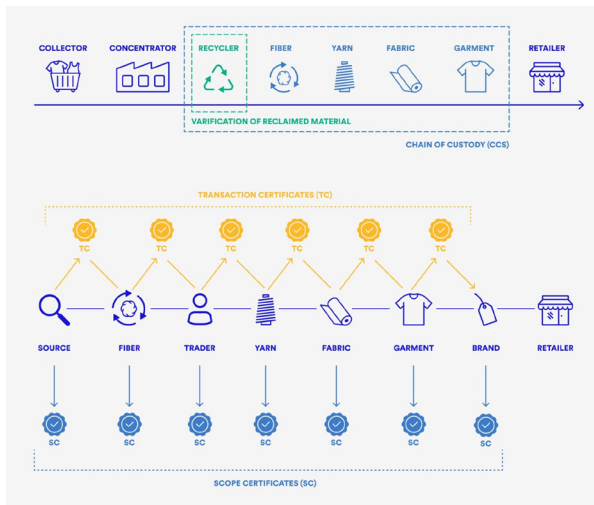 COLLECTOR CONCENTRATOR RECYCLER FIBER YARN FABRIC GARMENT RETAILER
VARIFICATION OF RECLAIMED MATERIAL
CHAIN OF CUSTODY (CCS)
TRANSACTION CERTIFICATES (TC)
TC TC TC TC TC TC
SOURCE FIBER TRADER YARN FABRIC GARMENT BRAND RETAILER
SC SC SC SC SC SC SC
SCOPE CERTIFICATES (SC)